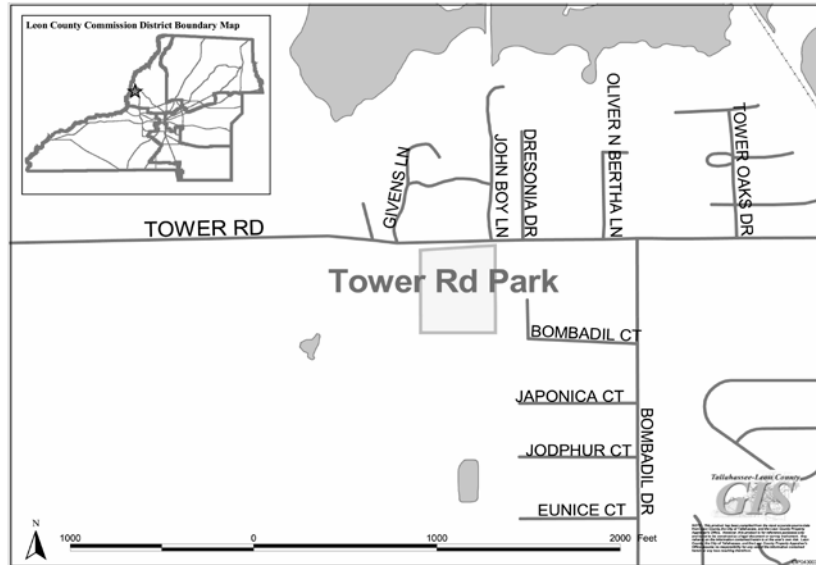 Leon County Commission District Boundary Map
TOWER RD
GIVENS LN
JOHN BOY LN
DRESONIA DR
OLIVER N BERTHA LN
TOWER OAKS DR
Tower Rd Park
BOMBADIL CT
JAPONICA CT
BOMBADIL DR
JODPHUR CT
EUNICE CT
Tallahassee-Leon County
GIS
N
1000 0 1000 2000 Feet